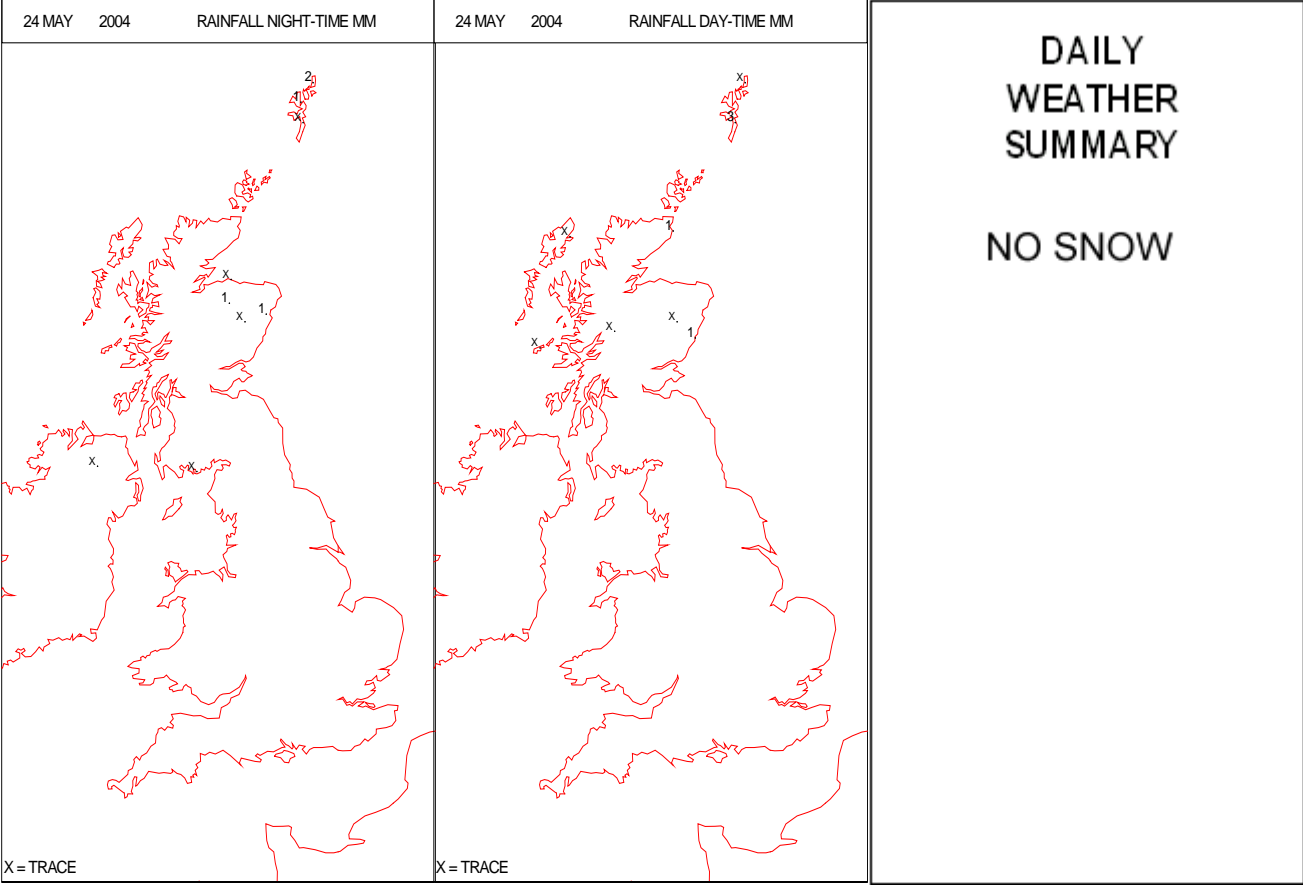 24 MAY 2004 RAINFALL NIGHT-TIME MM
2
1
X
X
1
1
X
X
X
X = TRACE
24 MAY 2004 RAINFALL DAY-TIME MM
X
3
X
1
X
X
1
X
X = TRACE
DAILY
WEATHER
SUMMARY
NO SNOW